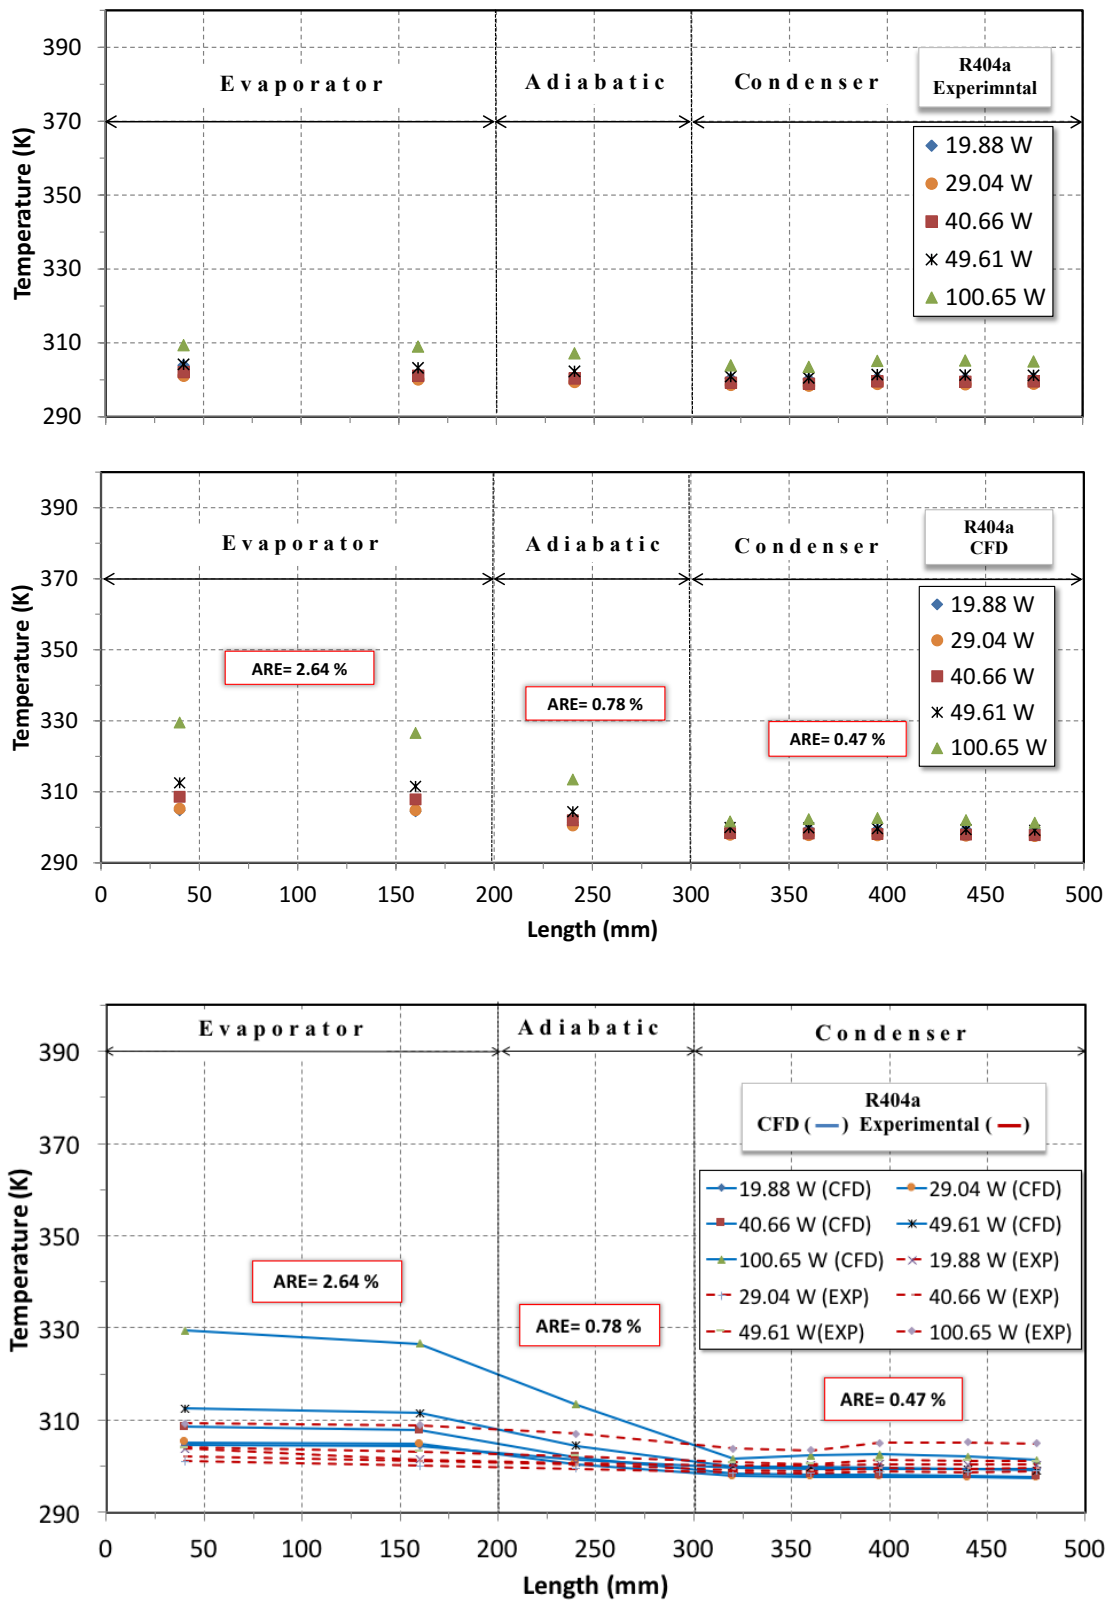 390
370
350
330
310
290
Temperature (K)
Evaporator
Adiabatic
Condenser
R404a
Experimntal
19.88 W
29.04 W
40.66 W
49.61 W
100.65 W
390
370
350
330
310
290
Temperature (K)
Evaporator
Adiabatic
Condenser
R404a
CFD
19.88 W
29.04 W
40.66 W
49.61 W
100.65 W
ARE= 2.64 %
ARE= 0.78 %
ARE= 0.47 %
0 50 100 150 200 250 300 350 400 450 500
Length (mm)
Evaporator
Adiabatic
Condenser
390
370
350
330
310
290
Temperature (K)
R404a
CFD ( ) Experimental ( )
19.88 W (CFD) 29.04 W (CFD)
40.66 W (CFD) 49.61 W (CFD)
100.65 W (CFD) 19.88 W (EXP)
29.04 W (EXP) 40.66 W (EXP)
49.61 W(EXP) 100.65 W (EXP)
ARE= 2.64 %
ARE= 0.78 %
ARE= 0.47 %
0 50 100 150 200 250 300 350 400 450 500
Length (mm)